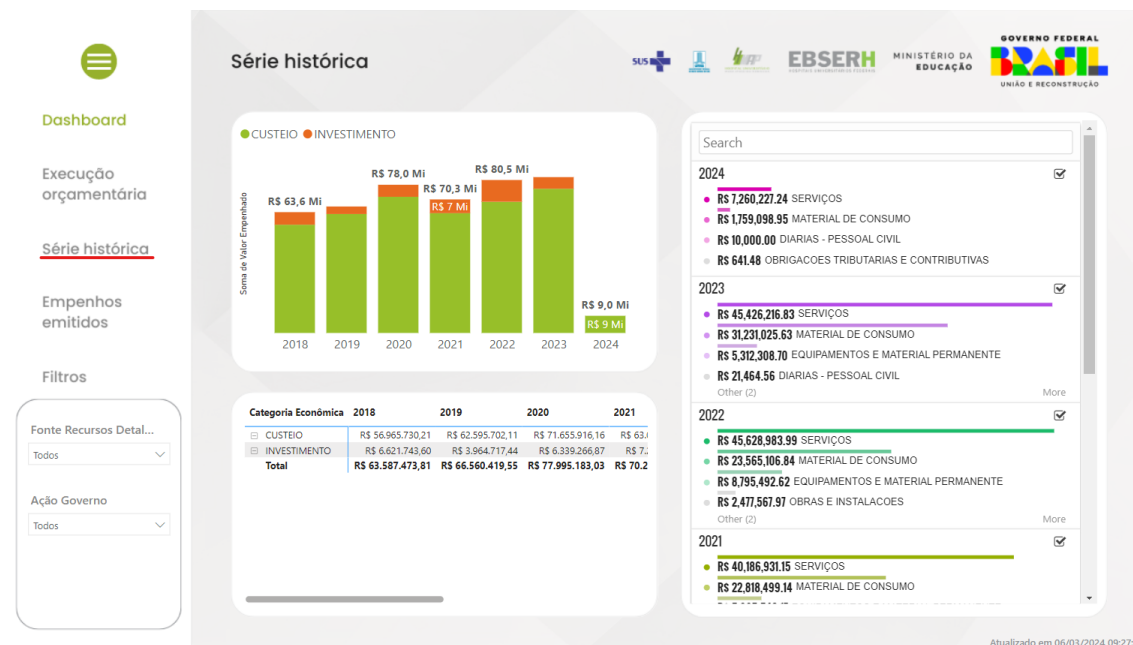 Série histórica
SUS
EBSERH
MINISTÉRIO DA
EDUCAÇÃO
GOVERNO FEDERAL
BRASIL
UNIÃO E RECONSTRUÇÃO
Dashboard
Execução
orçamentária
Série histórica
Empenhos
emitidos
Filtros
Fonte Recursos Detal...
Todos
Ação Governo
Todos
CUSTEIO INVESTIMENTO
Soma de Valor Empenhado
R$ 63,6 Mi
R$ 78,0 Mi
R$ 70,3 Mi
R$ 7 Mi
R$ 80,5 Mi
R$ 9,0 Mi
R$ 9 Mi
2018 2019 2020 2021 2022 2023 2024
Categoria Econômica 2018 2019 2020 2021
CUSTEIO R$ 56.965.730,21 R$ 62.595.702,11 R$ 71.655.916,16 R$ 63.
INVESTIMENTO R$ 6.621.743,60 R$ 3.964.717,44 R$ 6.339.266,87 R$ 7.
Total R$ 63.587.473,81 R$ 66.560.419,55 R$ 77.995.183,03 R$ 70.2
Search
2024
R$ 7,260,227.24 SERVIÇOS
R$ 1,759,098.95 MATERIAL DE CONSUMO
R$ 10,000.00 DIARIAS - PESSOAL CIVIL
R$ 641.48 OBRIGACOES TRIBUTARIAS E CONTRIBUTIVAS
2023
R$ 45,426,216.83 SERVIÇOS
R$ 31,231,025.63 MATERIAL DE CONSUMO
R$ 5,312,308.70 EQUIPAMENTOS E MATERIAL PERMANENTE
R$ 21,464.56 DIARIAS - PESSOAL CIVIL
Other (2) More
2022
R$ 45,628,983.99 SERVIÇOS
R$ 23,565,106.84 MATERIAL DE CONSUMO
R$ 8,795,492.62 EQUIPAMENTOS E MATERIAL PERMANENTE
R$ 2,477,567.97 OBRAS E INSTALACOES
Other (2) More
2021
R$ 40,186,931.15 SERVIÇOS
R$ 22,818,499.14 MATERIAL DE CONSUMO
Atualizado em 06/03/2024 09:27: